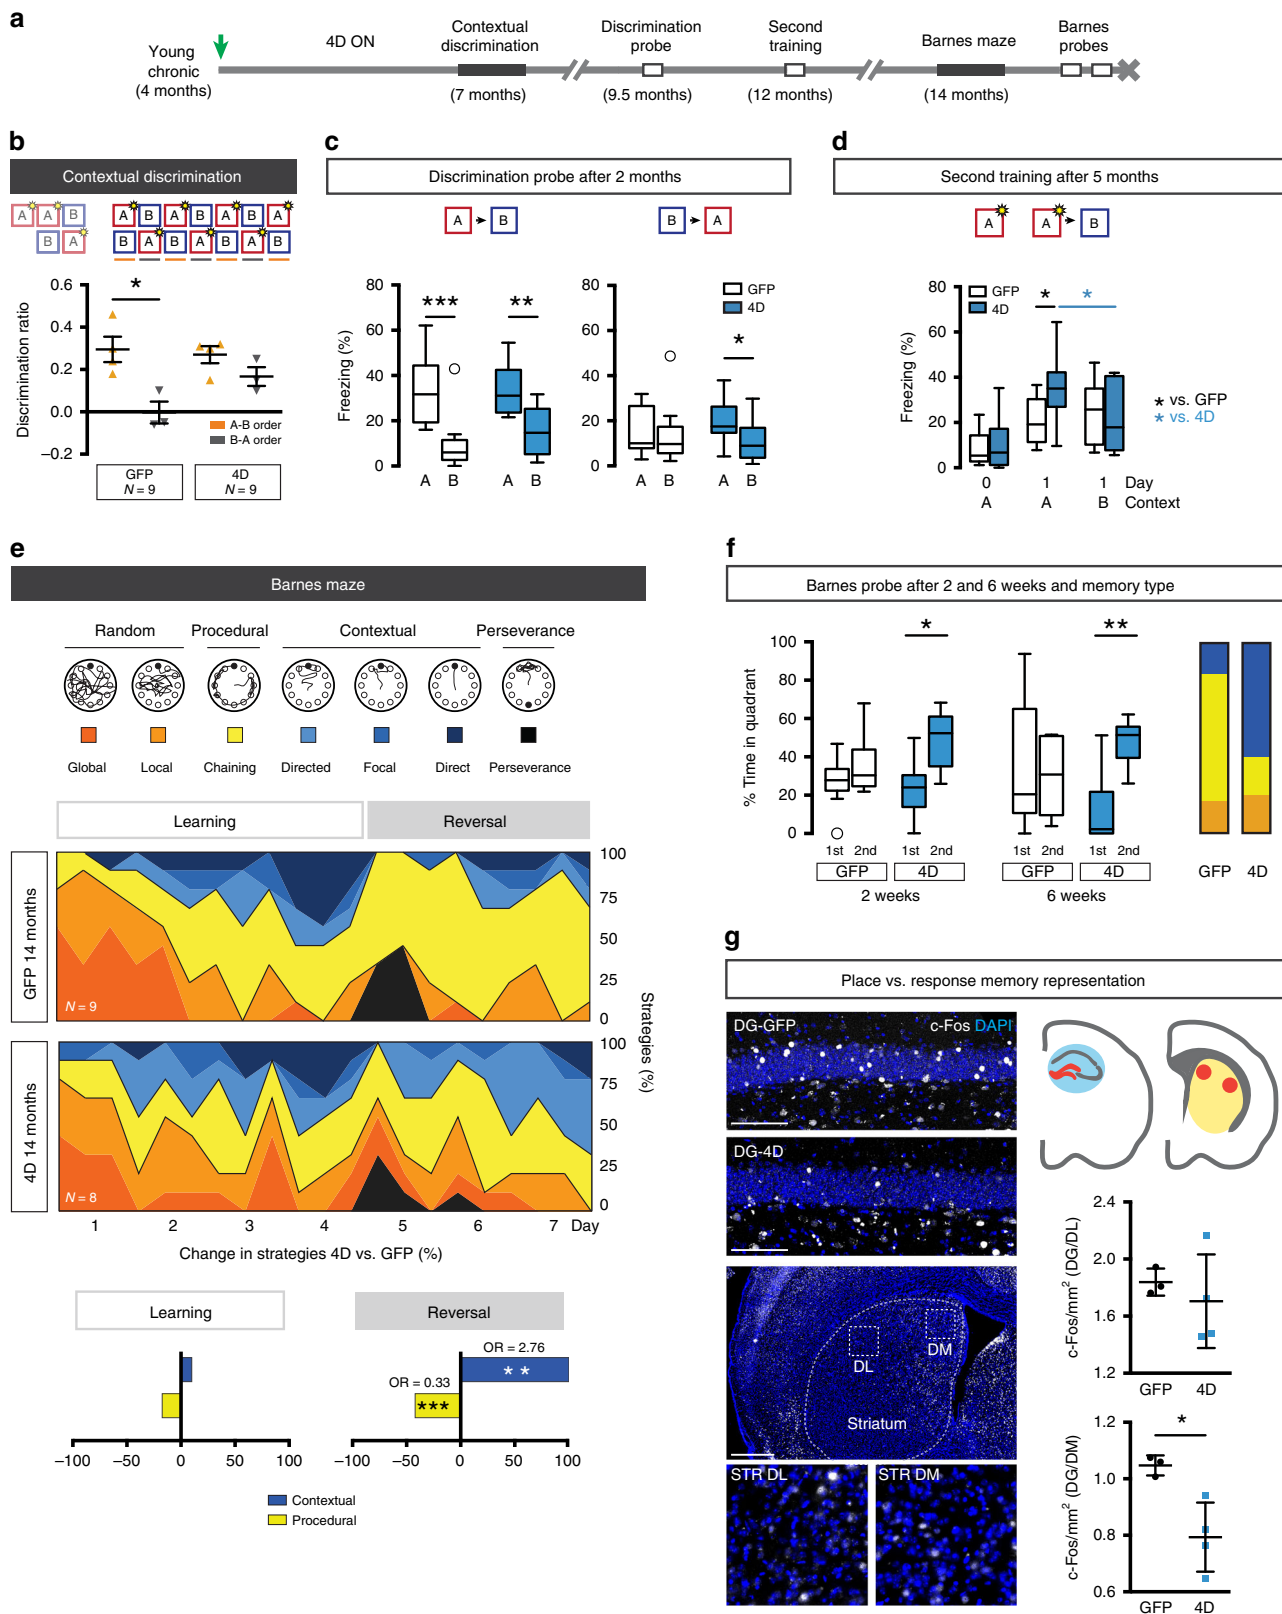 a
Young chronic (4 months)
4D ON
Contextual discrimination
(7 months)
Discrimination probe
(9.5 months)
Second training
(12 months)
Barnes maze
(14 months)
Barnes probes
b
Contextual discrimination
A A B
B A
A B A B A B A
B A B A B A B
Discrimination ratio
0.6
0.4
0.2
0.0
–0.2
*
A-B order
B-A order
GFP
N = 9
4D
N = 9
c
Discrimination probe after 2 months
A B
B A
Freezing (%)
80
60
40
20
0
***
**
A B A B
80
60
40
20
0
GFP
4D
*
A B A B
d
Second training after 5 months
A A B
Freezing (%)
80
60
40
20
0
GFP
4D
*
*
* vs. GFP
* vs. 4D
0 1 1 Day
A A B Context
e
Barnes maze
Random Procedural Contextual Perseverance
Global Local Chaining Directed Focal Direct Perseverance
Learning Reversal
GFP 14 months
N = 9
100
75
50
25
0
Strategies (%)
4D 14 months
N = 8
100
75
50
25
0
1 2 3 4 5 6 7 Day
Change in strategies 4D vs. GFP (%)
Learning Reversal
OR = 2.76
**
OR = 0.33
***
–100 –50 0 50 100
–100 –50 0 50 100
Contextual
Procedural
f
Barnes probe after 2 and 6 weeks and memory type
% Time in quadrant
100
80
60
40
20
0
*
**
1st 2nd 1st 2nd 1st 2nd 1st 2nd
GFP 4D GFP 4D
2 weeks 6 weeks
GFP 4D
g
Place vs. response memory representation
DG-GFP c-Fos DAPI
DG-4D
DL DM
Striatum
STR DL STR DM
c-Fos/mm² (DG/DL)
2.4
2.0
1.6
1.2
GFP 4D
c-Fos/mm² (DG/DM)
1.2
1.0
0.8
0.6
*
GFP 4D